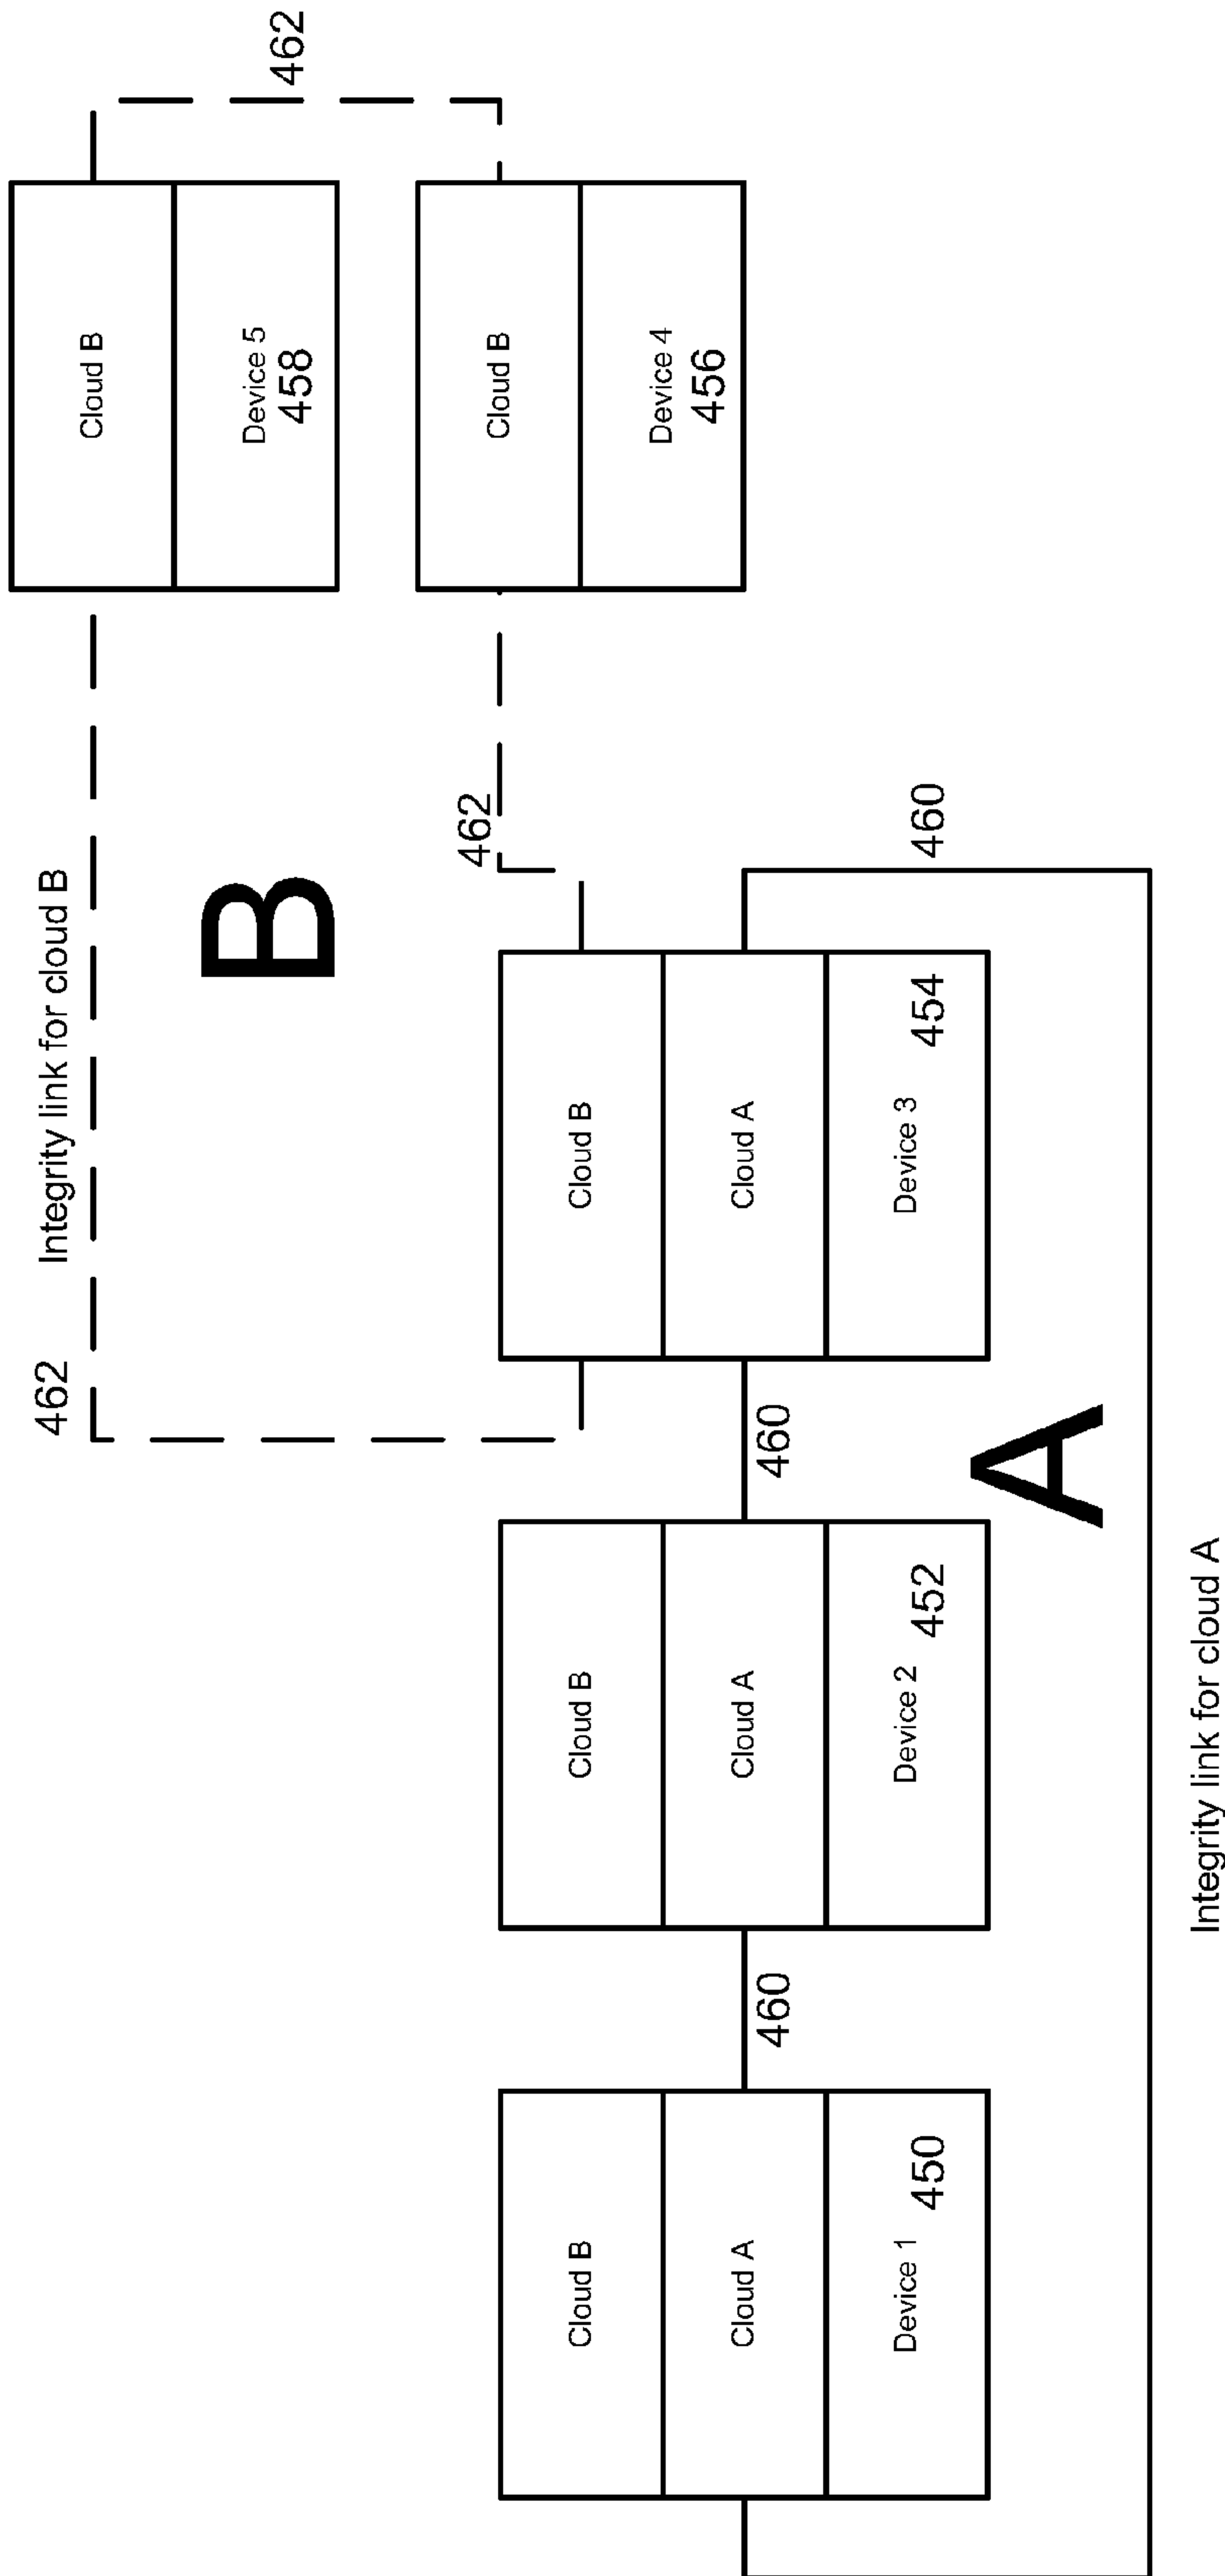 462
Integrity link for cloud B
462
B
Cloud B
Device 5
458
462
Cloud B
Device 4
456
Cloud B
Cloud A
Device 1
450
460
Cloud B
Cloud A
Device 2
452
460
Cloud B
Cloud A
Device 3
454
460
A
Integrity link for cloud A